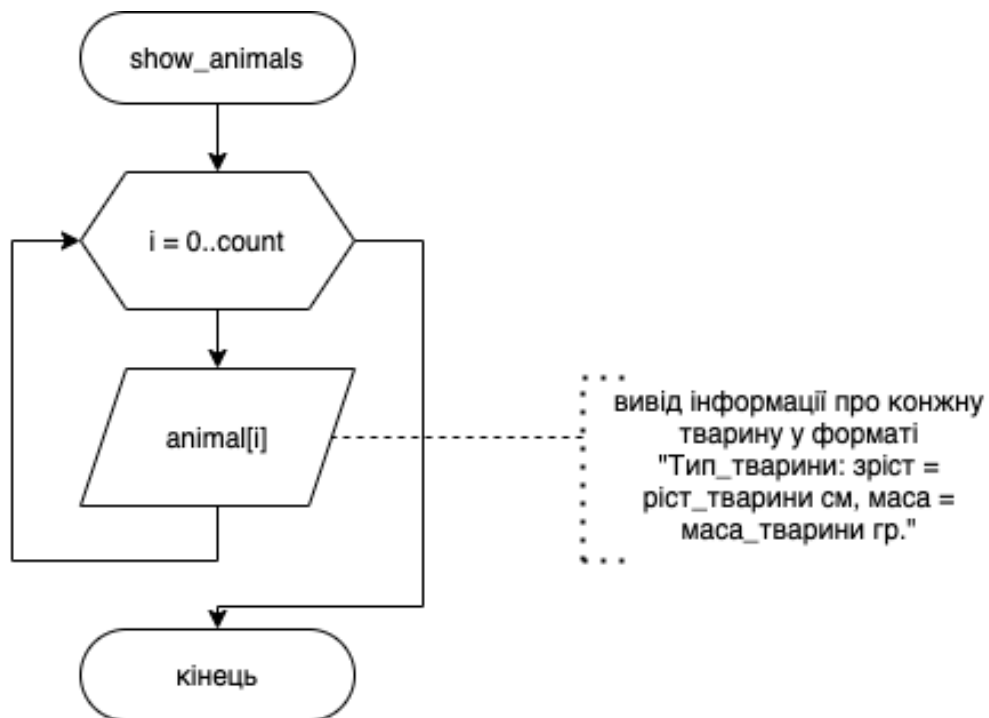 show_animals
i = 0..count
animal[i]
вивід інформації про конжну
тварину у форматі
"Тип_тварини: зріст =
ріст_тварини см, маса =
маса_тварини гр."
кінець